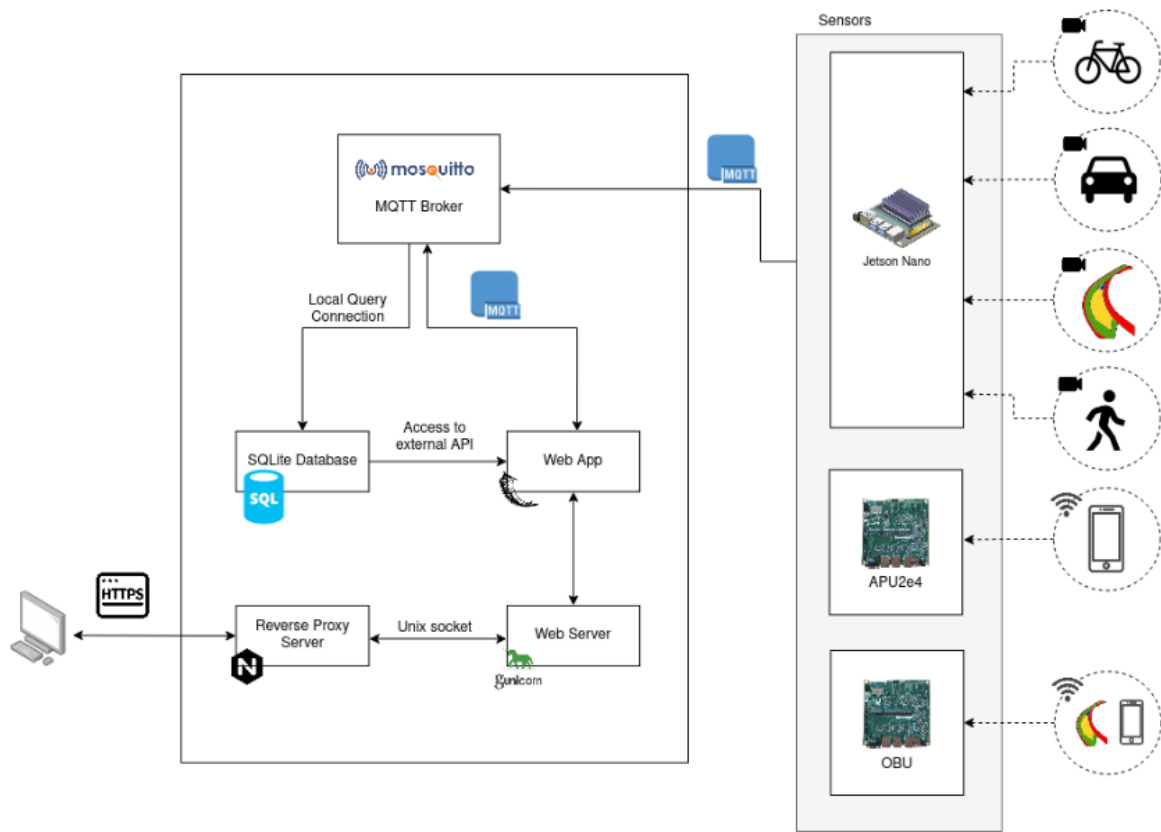 Sensors
mosquitto
MQTT Broker
MQTT
Jetson Nano
Local Query
Connection
MQTT
SQLite Database
SQL
Access to
external API
Web App
APU2e4
HTTPS
Reverse Proxy
Server
N
Unix socket
Web Server
gunicorn
OBU